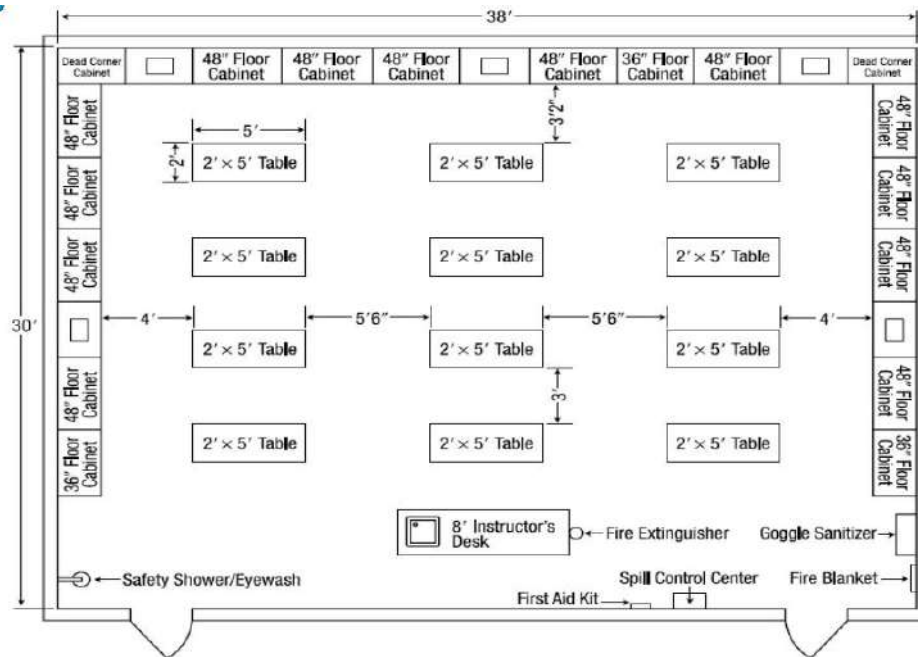 38'
Dead Corner
Cabinet
48" Floor
Cabinet
48" Floor
Cabinet
48" Floor
Cabinet
48" Floor
Cabinet
36" Floor
Cabinet
48" Floor
Cabinet
Dead Corner
Cabinet
48" Floor
Cabinet
48" Floor
Cabinet
48" Floor
Cabinet
48" Floor
Cabinet
36" Floor
Cabinet
5'
2'
3'2"
2' × 5' Table
2' × 5' Table
2' × 5' Table
2' × 5' Table
2' × 5' Table
2' × 5' Table
30'
4'
5'6"
5'6"
4'
2' × 5' Table
2' × 5' Table
2' × 5' Table
3'
2' × 5' Table
2' × 5' Table
2' × 5' Table
48" Floor
Cabinet
48" Floor
Cabinet
48" Floor
Cabinet
48" Floor
Cabinet
36" Floor
Cabinet
8' Instructor's
Desk
Fire Extinguisher
Goggle Sanitizer
Safety Shower/Eyewash
Spill Control Center
Fire Blanket
First Aid Kit